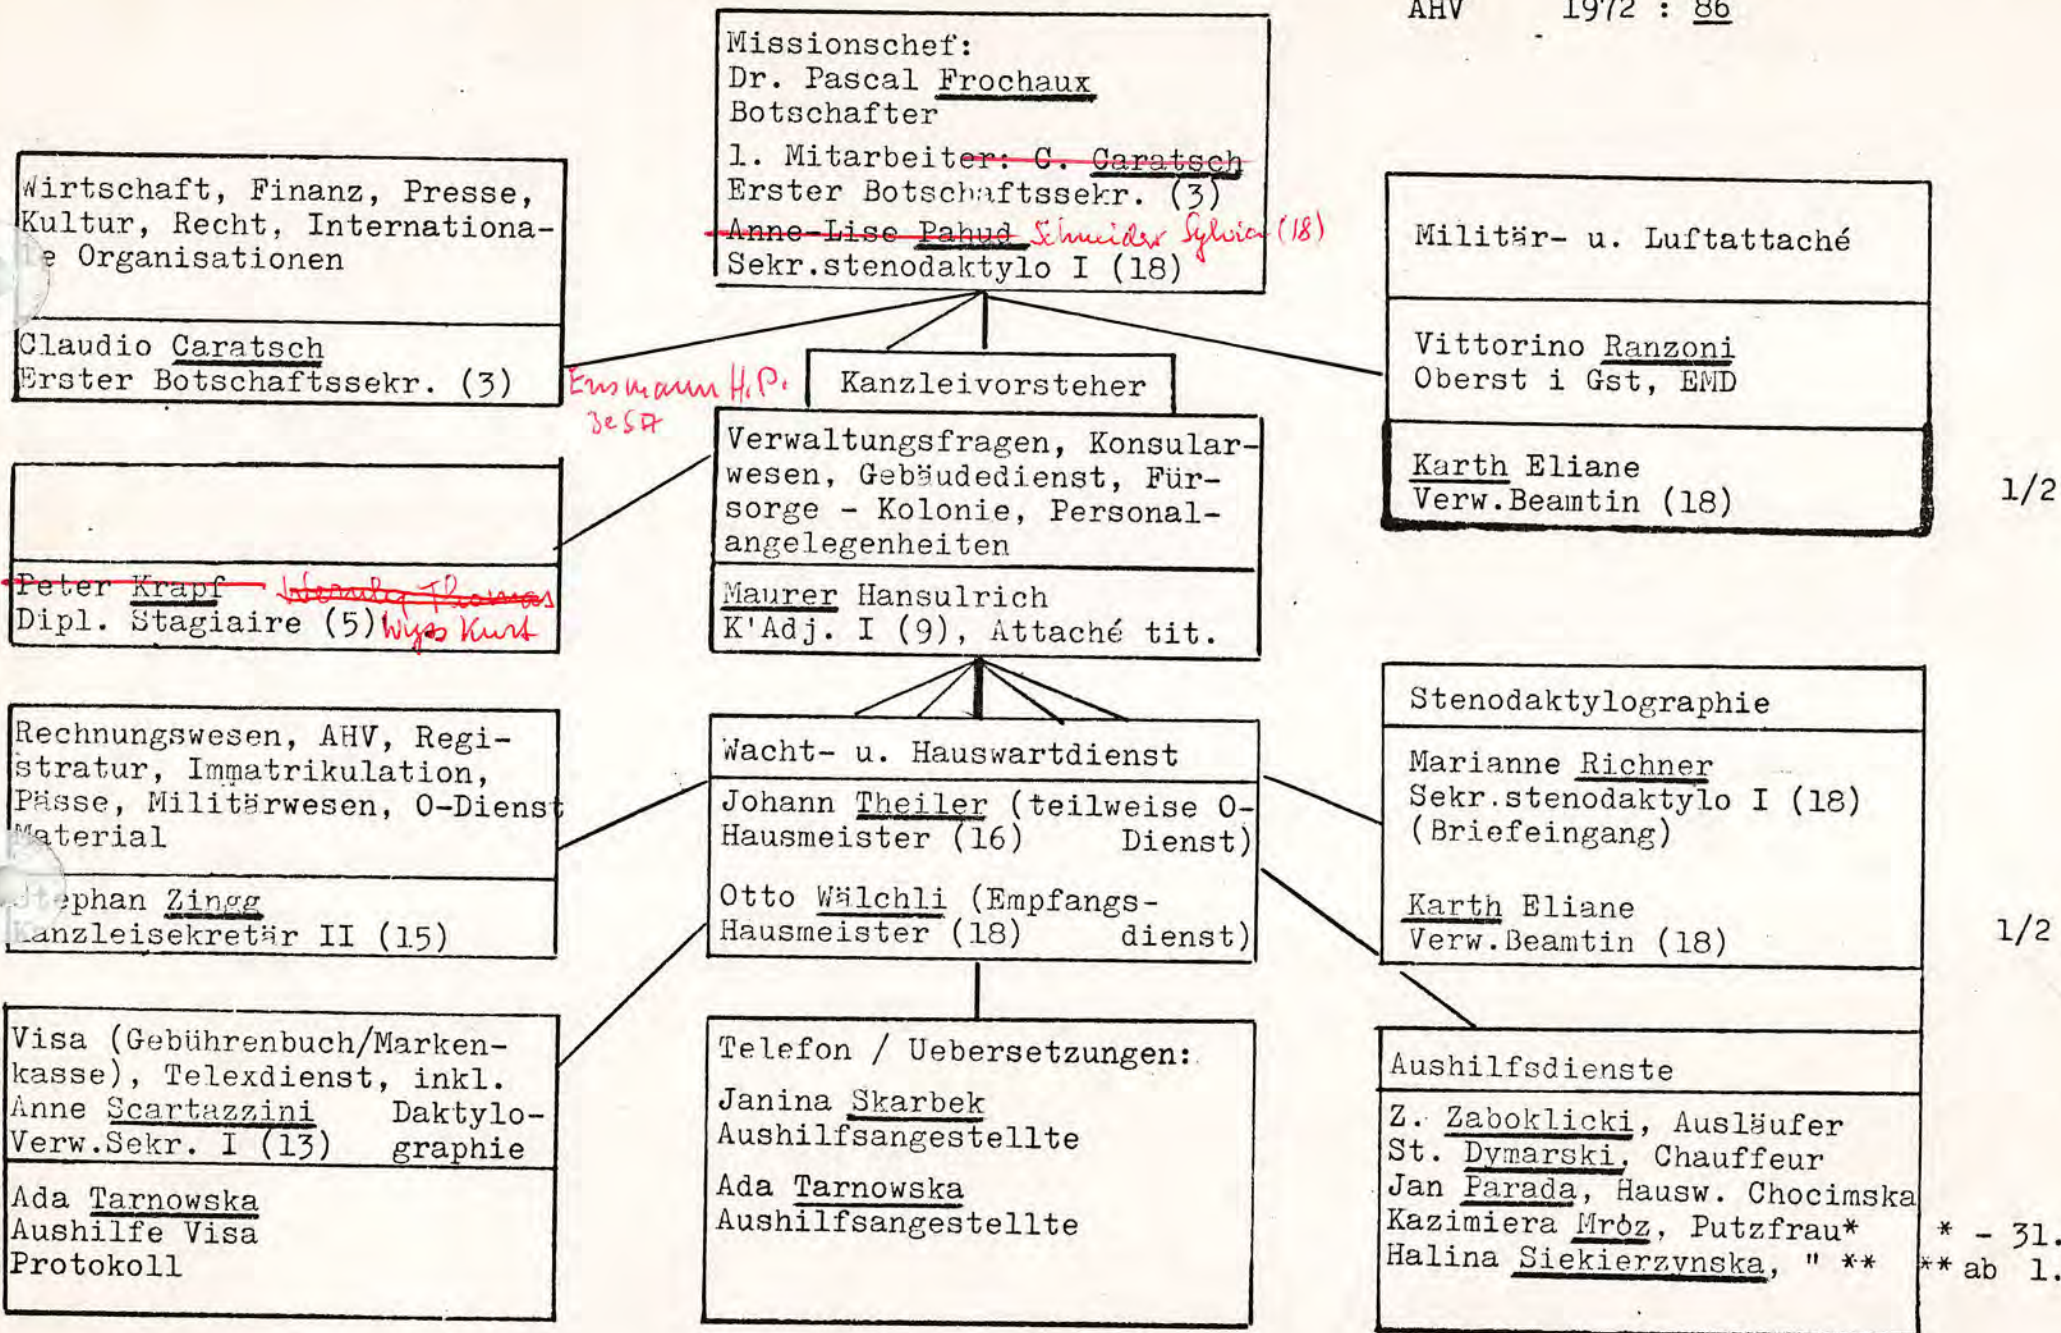 AHV 1972 : 86
Missionschef:
Dr. Pascal Frochaux
Botschafter
1. Mitarbeiter: C. Caratsch
Erster Botschaftssekr. (3)
Anne-Lise Pahud Schneider Sylvia (18)
Sekr.stenodaktylo I (18)
Wirtschaft, Finanz, Presse,
Kultur, Recht, Internationa-
le Organisationen
Claudio Caratsch
Erster Botschaftssekr. (3)
Militär- u. Luftattaché
Vittorino Ranzoni
Oberst i Gst, EMD
Karth Eliane
Verw.Beamtin (18)
1/2
H.P.
Kanzleivorsteher
Verwaltungsfragen, Konsular-
wesen, Gebäudedienst, Für-
sorge - Kolonie, Personal-
angelegenheiten
Maurer Hansulrich
K'Adj. I (9), Attaché tit.
Peter Krapf Thomas
Dipl. Stagiaire (5) Wyss Kurt
Rechnungswesen, AHV, Regi-
stratur, Immatrikulation,
Pässe, Militärwesen, O-Dienst
Material
Stephan Zingg
Kanzleisekretär II (15)
Wacht- u. Hauswartdienst
Johann Theiler (teilweise O-
Hausmeister (16) Dienst)
Otto Wälchli (Empfangs-
Hausmeister (18) dienst)
Stenodaktylographie
Marianne Richner
Sekr.stenodaktylo I (18)
(Briefeingang)
Karth Eliane
Verw.Beamtin (18)
1/2
Visa (Gebührenbuch/Marken-
kasse), Telexdienst, inkl.
Anne Scartazzini Daktylo-
Verw.Sekr. I (13) graphie
Ada Tarnowska
Aushilfe Visa
Protokoll
Telefon / Uebersetzungen:
Janina Skarbek
Aushilfsangestellte
Ada Tarnowska
Aushilfsangestellte
Aushilfsdienste
Z. Zaboklicki, Ausläufer
St. Dymarski, Chauffeur
Jan Parada, Hausw. Chocimska
Kazimiera Mróz, Putzfrau* * - 31.
Halina Siekierzynska, " ** ** ab 1.